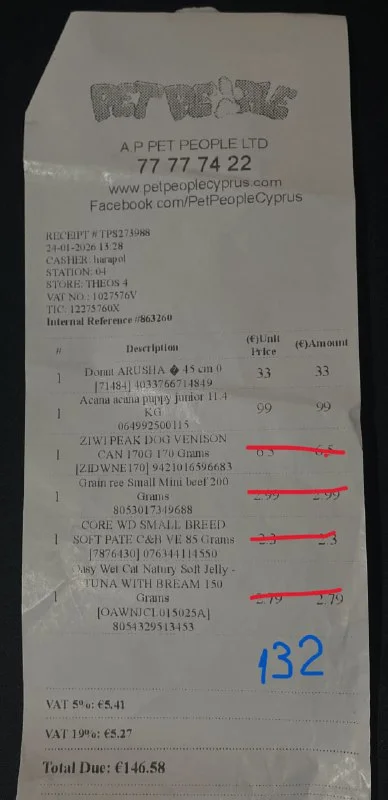 PET PEOPLE
A.P PET PEOPLE LTD
77 77 74 22
www.petpeoplecyprus.com
Facebook.com/PetPeopleCyprus
RECEIPT # TPS273988
24-01-2026 13:28
CASHER: harapol
STATION: 04
STORE: THEOS 4
VAT NO.: 1027576V
TIC: 12275760X
Internal Reference #863260
# Description (€)Unit Price (€)Amount
1 Donut ARUSHA � 45 cm 0 33 33
[71484] 4033766714849
1 Acana acana puppy junior 11.4 99 99
KG
064992500115
ZIWI PEAK DOG VENISON
1 CAN 170G 170 Grams 6.5 6.5
[ZIDWNE170] 9421016596683
Grain ree Small Mini beef 200
1 Grams 2.99 2.99
8053017349688
CORE WD SMALL BREED
1 SOFT PATE C&B VE 85 Grams 2.3 2.3
[7876430] 076344114550
Wet Cat Natury Soft Jelly -
TUNA WITH BREAM 150
1 Grams 2.79 2.79
[OAWNJCL015025A]
8054329513453
132
VAT 5%: €5.41
VAT 19%: €5.27
Total Due: €146.58